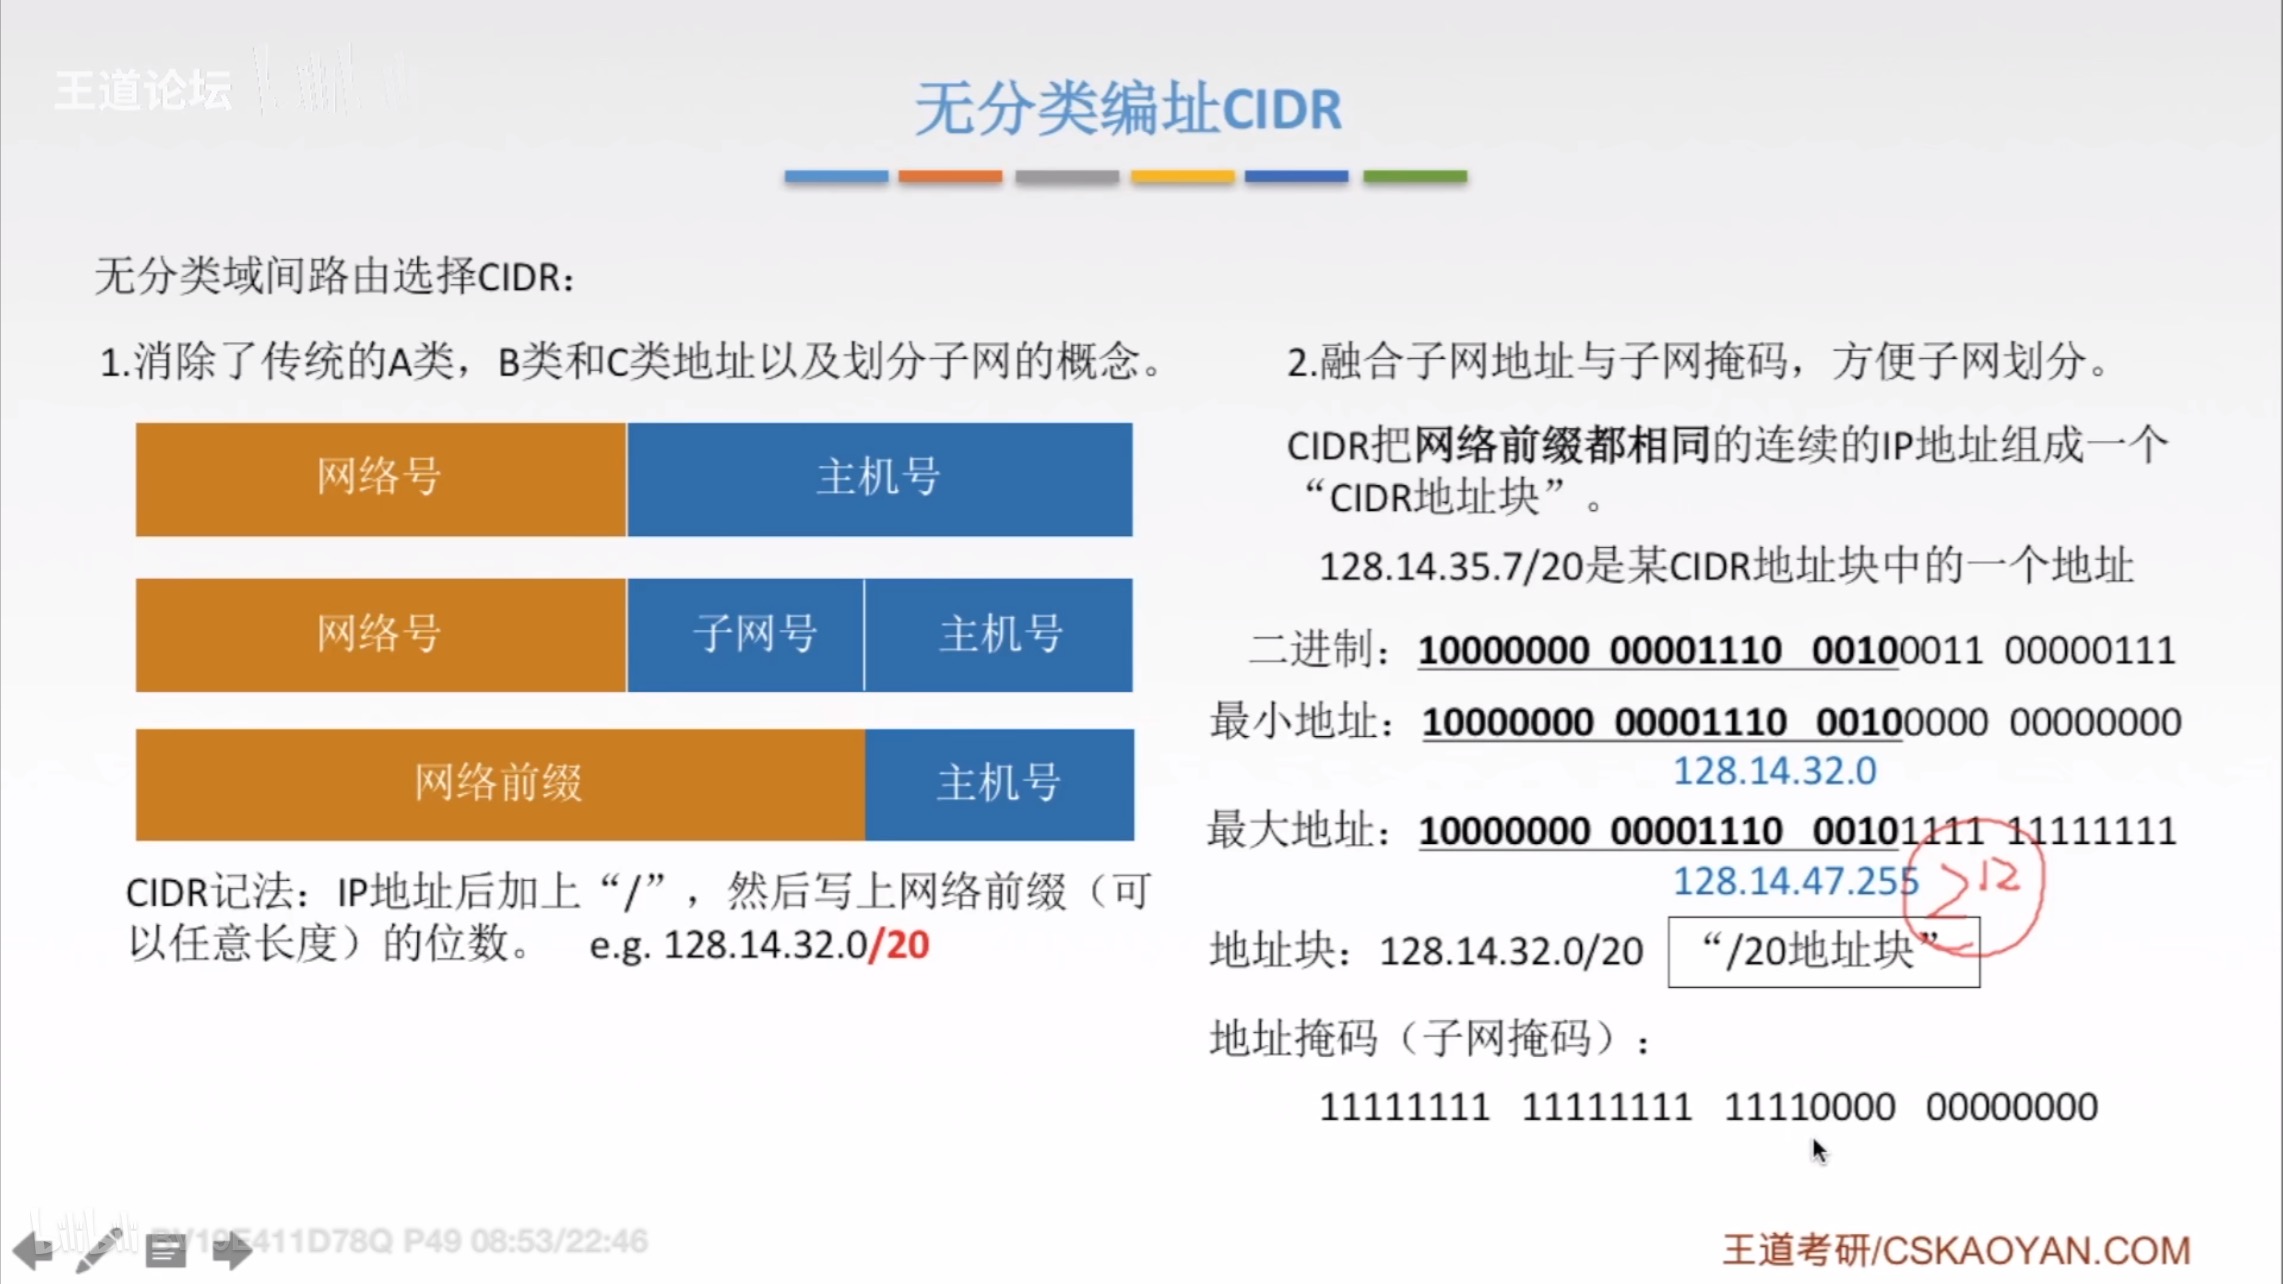 王道论坛
无分类编址CIDR
无分类域间路由选择CIDR：
1.消除了传统的A类，B类和C类地址以及划分子网的概念。
网络号 主机号
网络号 子网号 主机号
网络前缀 主机号
CIDR记法：IP地址后加上“/”，然后写上网络前缀（可
以任意长度）的位数。 e.g. 128.14.32.0/20
2.融合子网地址与子网掩码，方便子网划分。
CIDR把网络前缀都相同的连续的IP地址组成一个
“CIDR地址块”。
128.14.35.7/20是某CIDR地址块中的一个地址
二进制：10000000 00001110 00100011 00000111
最小地址：10000000 00001110 00100000 00000000
128.14.32.0
最大地址：10000000 00001110 00101111 11111111
128.14.47.255
2¹²
地址块：128.14.32.0/20 “/20地址块”
地址掩码（子网掩码）：
11111111 11111111 11110000 00000000
BV19E411D78Q P49 08:53/22:46
王道考研/CSKAOYAN.COM